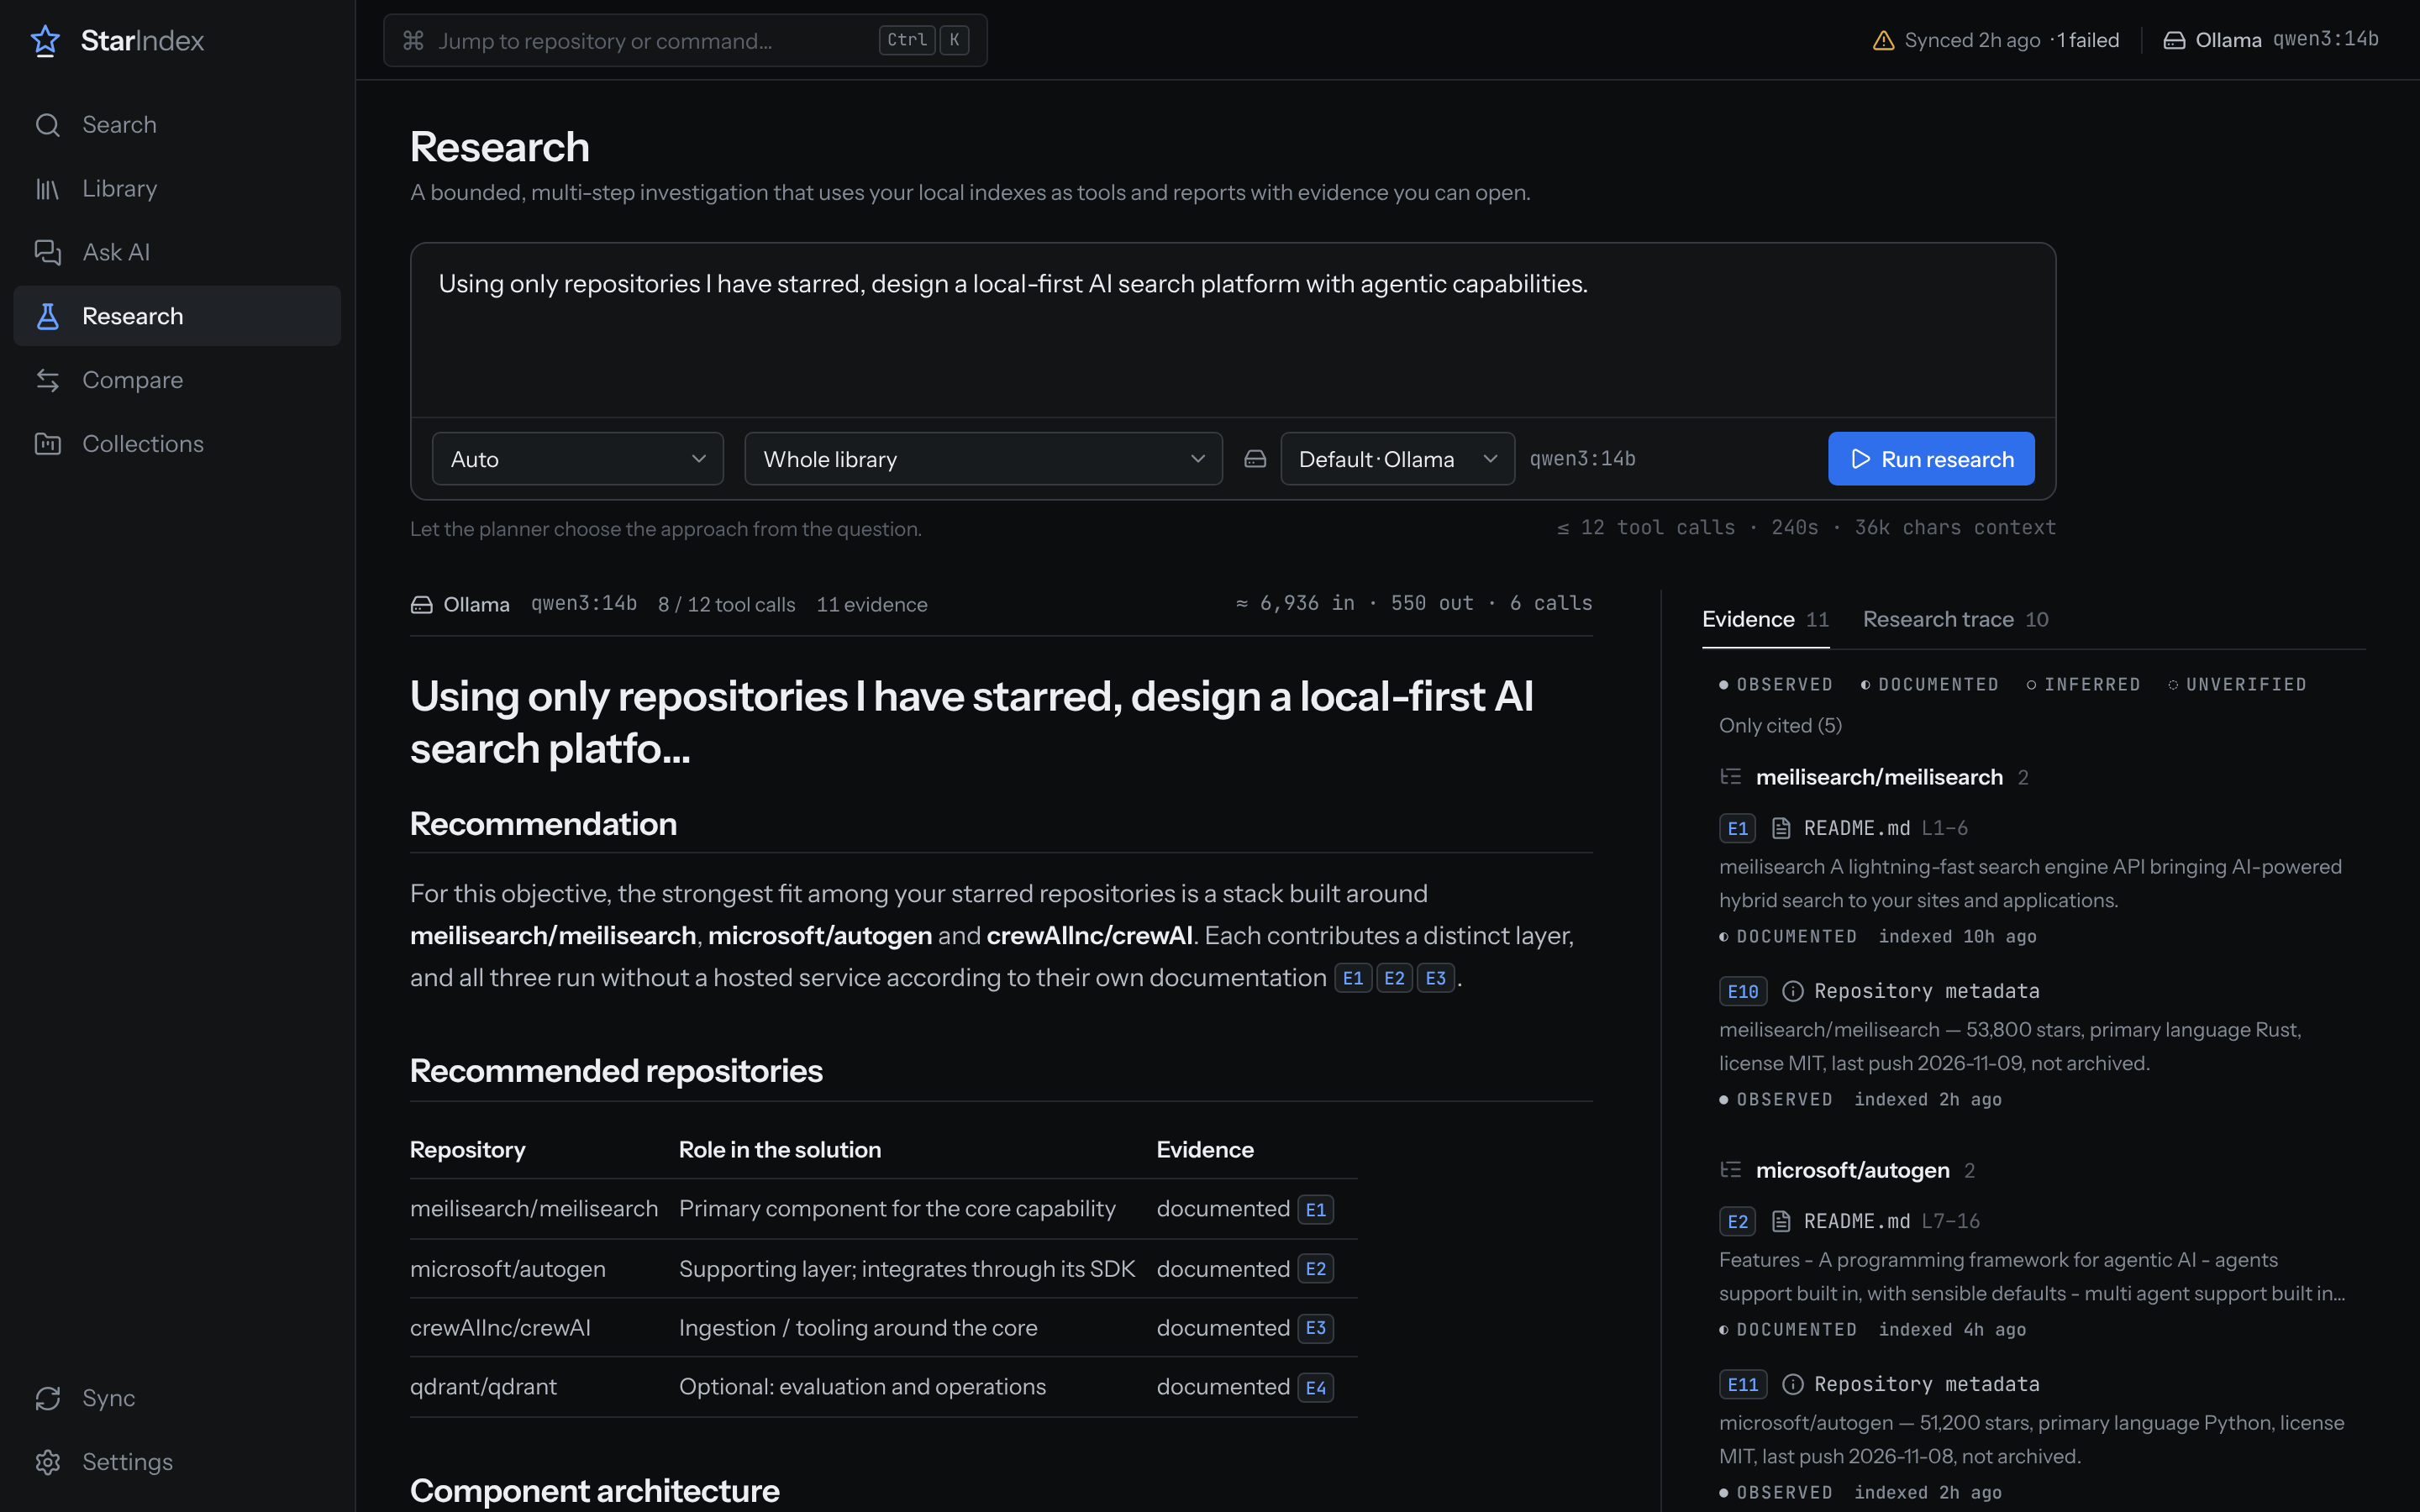 StarIndex
Search
Library
Ask AI
Research
Compare
Collections
Sync
Settings
Jump to repository or command...
Ctrl K
Synced 2h ago · 1 failed
Ollama qwen3:14b
Research
A bounded, multi-step investigation that uses your local indexes as tools and reports with evidence you can open.
Using only repositories I have starred, design a local-first AI search platform with agentic capabilities.
Auto
Whole library
Default · Ollama
qwen3:14b
Run research
Let the planner choose the approach from the question.
≤ 12 tool calls · 240s · 36k chars context
Ollama qwen3:14b 8 / 12 tool calls 11 evidence
≈ 6,936 in · 550 out · 6 calls
Using only repositories I have starred, design a local-first AI
search platfo...
Recommendation
For this objective, the strongest fit among your starred repositories is a stack built around
meilisearch/meilisearch, microsoft/autogen and crewAIInc/crewAI. Each contributes a distinct layer,
and all three run without a hosted service according to their own documentation E1 E2 E3.
Recommended repositories
Repository Role in the solution Evidence
meilisearch/meilisearch Primary component for the core capability documented E1
microsoft/autogen Supporting layer; integrates through its SDK documented E2
crewAIInc/crewAI Ingestion / tooling around the core documented E3
qdrant/qdrant Optional: evaluation and operations documented E4
Component architecture
Evidence 11
Research trace 10
OBSERVED DOCUMENTED INFERRED UNVERIFIED
Only cited (5)
meilisearch/meilisearch 2
E1 README.md L1–6
meilisearch A lightning-fast search engine API bringing AI-powered
hybrid search to your sites and applications.
DOCUMENTED indexed 10h ago
E10 Repository metadata
meilisearch/meilisearch — 53,800 stars, primary language Rust,
license MIT, last push 2026-11-09, not archived.
OBSERVED indexed 2h ago
microsoft/autogen 2
E2 README.md L7–16
Features - A programming framework for agentic AI - agents
support built in, with sensible defaults - multi agent support built in...
DOCUMENTED indexed 4h ago
E11 Repository metadata
microsoft/autogen — 51,200 stars, primary language Python, license
MIT, last push 2026-11-08, not archived.
OBSERVED indexed 2h ago